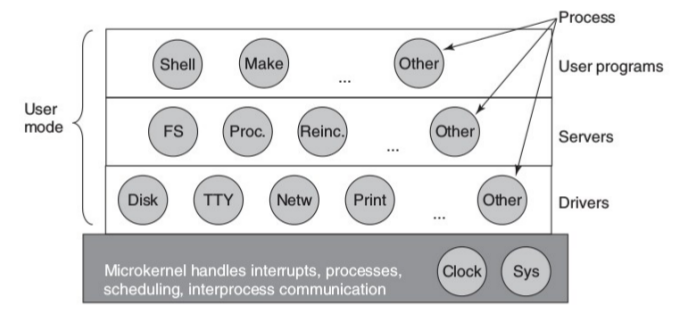 Process
Shell
Make
...
Other
User programs
User
mode
FS
Proc.
Reinc.
...
Other
Servers
Disk
TTY
Netw
Print
...
Other
Drivers
Microkernel handles interrupts, processes,
scheduling, interprocess communication
Clock
Sys